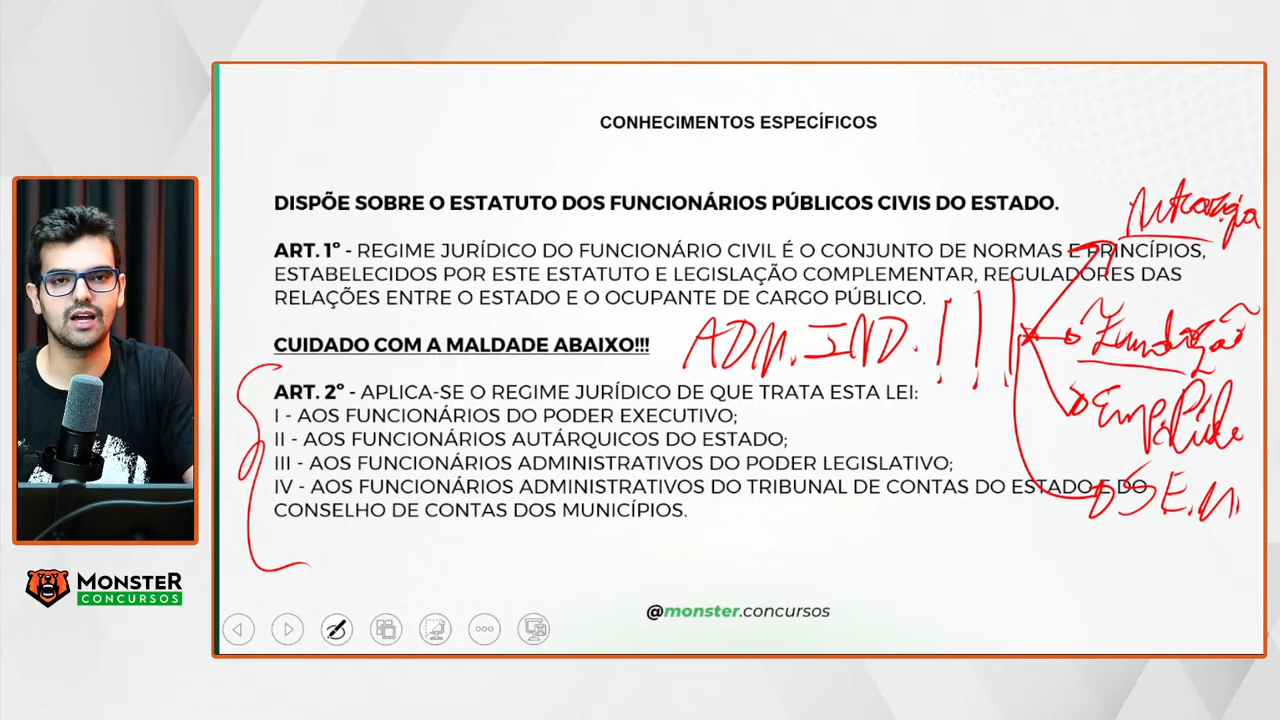 CONHECIMENTOS ESPECÍFICOS
DISPÕE SOBRE O ESTATUTO DOS FUNCIONÁRIOS PÚBLICOS CIVIS DO ESTADO.
Autarquia
ART. 1º - REGIME JURÍDICO DO FUNCIONÁRIO CIVIL É O CONJUNTO DE NORMAS E PRINCÍPIOS,
ESTABELECIDOS POR ESTE ESTATUTO E LEGISLAÇÃO COMPLEMENTAR, REGULADORES DAS
RELAÇÕES ENTRE O ESTADO E O OCUPANTE DE CARGO PÚBLICO.
ADM. IND. !!!
Fundação
CUIDADO COM A MALDADE ABAIXO!!!
ART. 2º - APLICA-SE O REGIME JURÍDICO DE QUE TRATA ESTA LEI:
I - AOS FUNCIONÁRIOS DO PODER EXECUTIVO;
Emp
II - AOS FUNCIONÁRIOS AUTÁRQUICOS DO ESTADO;
III - AOS FUNCIONÁRIOS ADMINISTRATIVOS DO PODER LEGISLATIVO;
IV - AOS FUNCIONÁRIOS ADMINISTRATIVOS DO TRIBUNAL DE CONTAS DO ESTADO E DO
S.E.M.
CONSELHO DE CONTAS DOS MUNICÍPIOS.
MONSTER
CONCURSOS
@monster.concursos